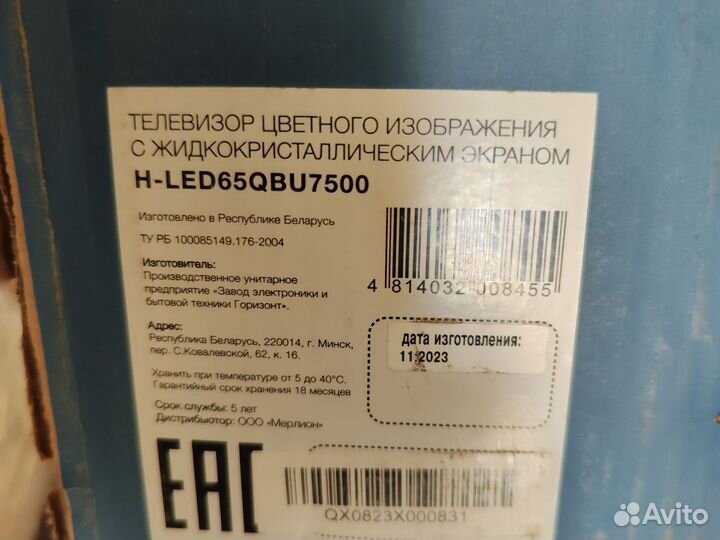 ТЕЛЕВИЗОР ЦВЕТНОГО ИЗОБРАЖЕНИЯ
С ЖИДКОКРИСТАЛЛИЧЕСКИМ ЭКРАНОМ
H-LED65QBU7500
Изготовлено в Республике Беларусь
ТУ РБ 100085149.176-2004
Изготовитель:
Производственное унитарное
предприятие «Завод электроники и
бытовой техники Горизонт».
4 814032 008455
Адрес:
Республика Беларусь, 220014, г. Минск,
пер. С.Ковалевской, 62, к. 16.
дата изготовления:
11.2023
Хранить при температуре от 5 до 40°C.
Гарантийный срок хранения 18 месяцев
Срок службы: 5 лет
Дистрибьютор: ООО «Мерлион»
EAC
QX0823X000831
Avito